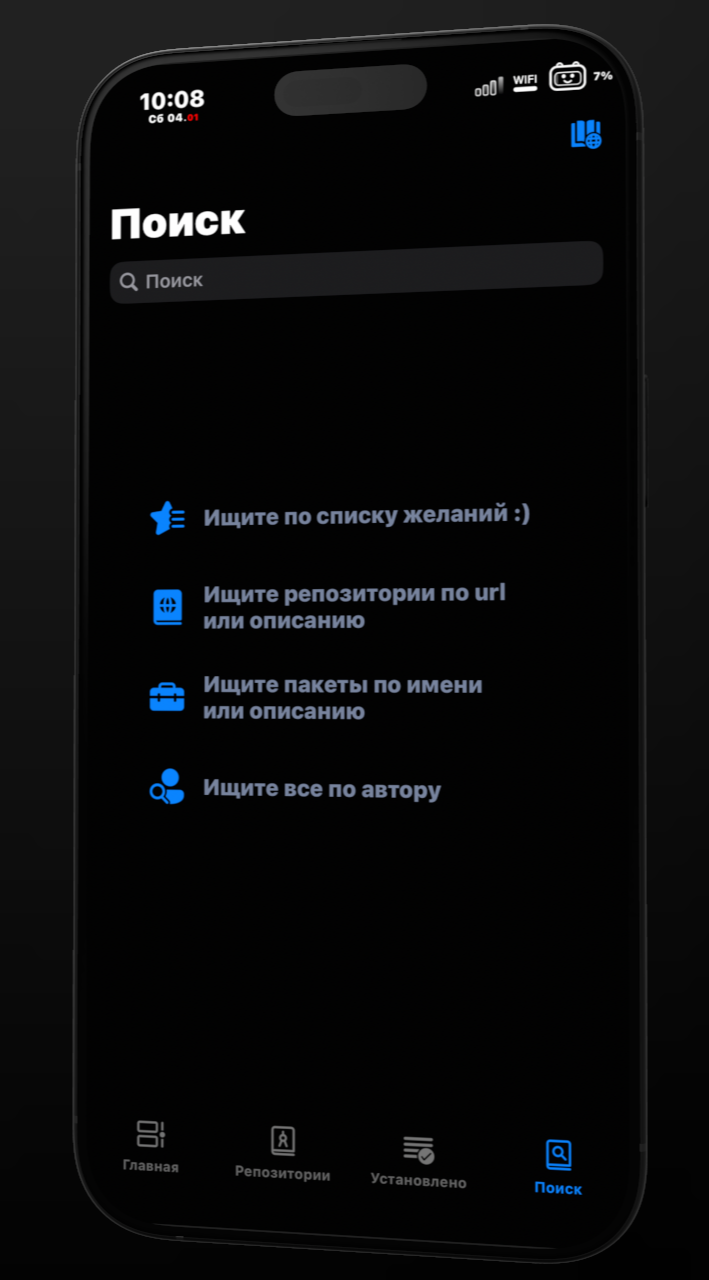 10:08
Сб 04.01
WIFI
7%
Поиск
Поиск
Ищите по списку желаний :)
Ищите репозитории по url
или описанию
Ищите пакеты по имени
или описанию
Ищите все по автору
Главная
Репозитории
Установлено
Поиск